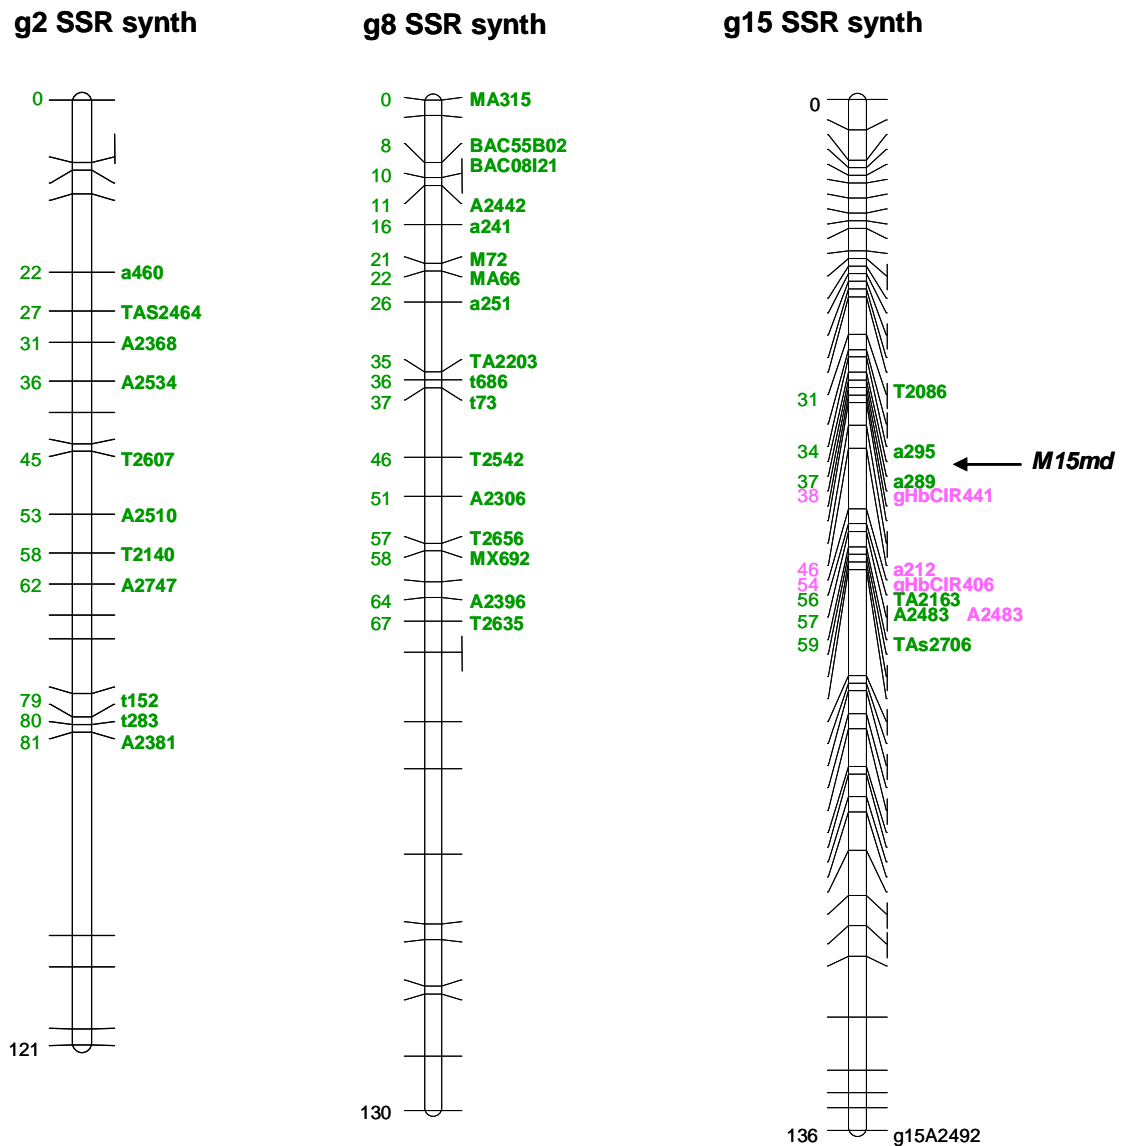 g2 SSR synth
0
22 a460
27 TAS2464
31 A2368
36 A2534
45 T2607
53 A2510
58 T2140
62 A2747
79 t152
80 t283
81 A2381
121
g8 SSR synth
0 MA315
8 BAC55B02
10 BAC08I21
11 A2442
16 a241
21 M72
22 MA66
26 a251
35 TA2203
36 t686
37 t73
46 T2542
51 A2306
57 T2656
58 MX692
64 A2396
67 T2635
130
g15 SSR synth
0
31 T2086
34 a295
M15md
37 a289
38 gHbCIR441
46 a212
54 gHbCIR406
56 TA2163
57 A2483 A2483
59 TAs2706
136 g15A2492